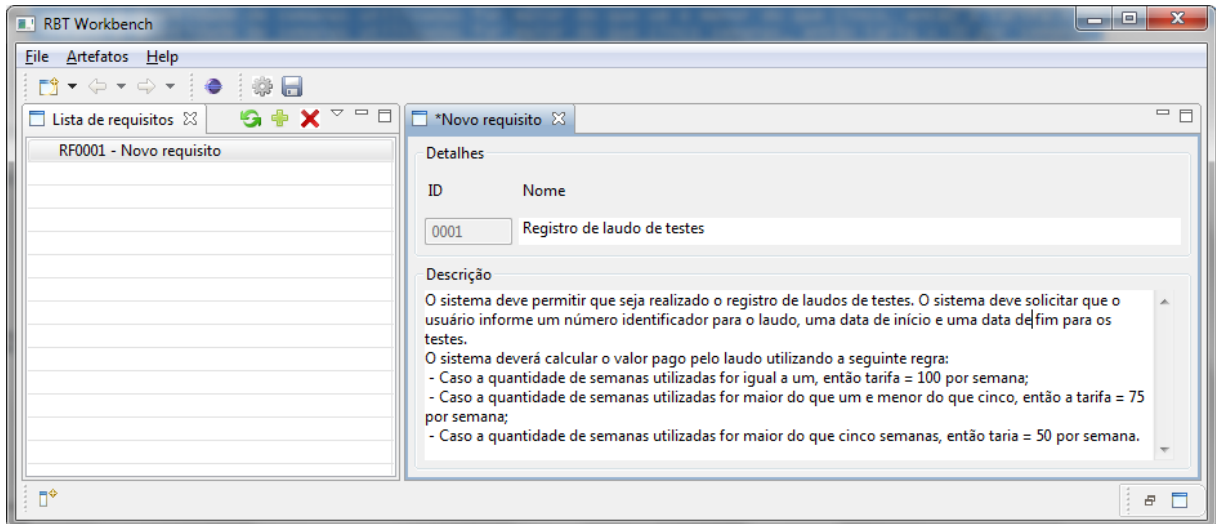 RBT Workbench
File Artefatos Help
Lista de requisitos
RF0001 - Novo requisito
*Novo requisito
Detalhes
ID Nome
0001 Registro de laudo de testes
Descrição
O sistema deve permitir que seja realizado o registro de laudos de testes. O sistema deve solicitar que o
usuário informe um número identificador para o laudo, uma data de início e uma data de fim para os
testes.
O sistema deverá calcular o valor pago pelo laudo utilizando a seguinte regra:
- Caso a quantidade de semanas utilizadas for igual a um, então tarifa = 100 por semana;
- Caso a quantidade de semanas utilizadas for maior do que um e menor do que cinco, então a tarifa = 75
por semana;
- Caso a quantidade de semanas utilizadas for maior do que cinco semanas, então taria = 50 por semana.